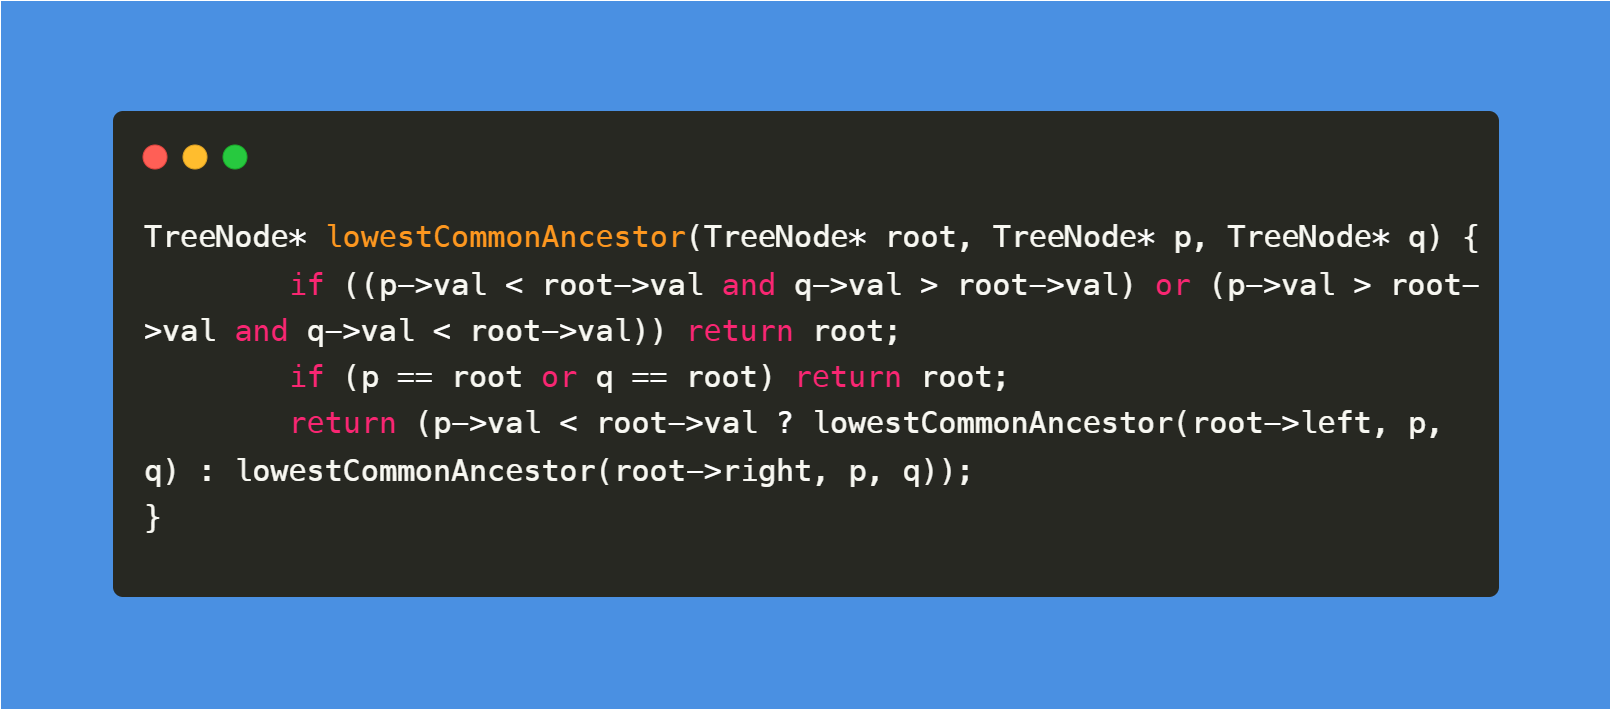 TreeNode* lowestCommonAncestor(TreeNode* root, TreeNode* p, TreeNode* q) {
        if ((p->val < root->val and q->val > root->val) or (p->val > root-
>val and q->val < root->val)) return root;
        if (p == root or q == root) return root;
        return (p->val < root->val ? lowestCommonAncestor(root->left, p,
q) : lowestCommonAncestor(root->right, p, q));
}